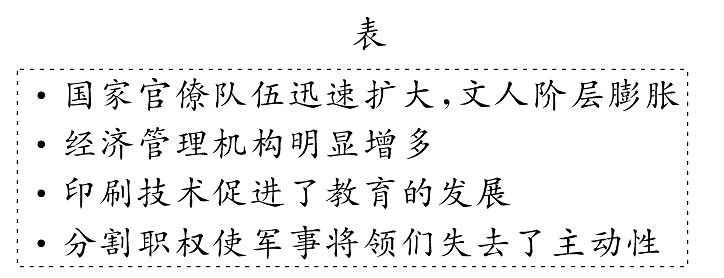 表
• 国家官僚队伍迅速扩大,文人阶层膨胀
• 经济管理机构明显增多
• 印刷技术促进了教育的发展
• 分割职权使军事将领们失去了主动性